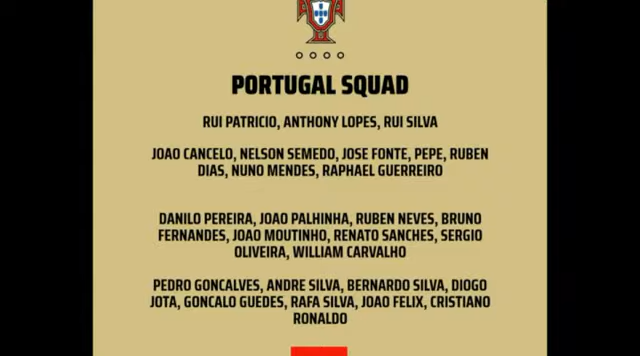 PORTUGAL SQUAD
RUI PATRICIO, ANTHONY LOPES, RUI SILVA
JOAO CANCELO, NELSON SEMEDO, JOSE FONTE, PEPE, RUBEN
DIAS, NUNO MENDES, RAPHAEL GUERREIRO
DANILO PEREIRA, JOAO PALHINHA, RUBEN NEVES, BRUNO
FERNANDES, JOAO MOUTINHO, RENATO SANCHES, SERGIO
OLIVEIRA, WILLIAM CARVALHO
PEDRO GONCALVES, ANDRE SILVA, BERNARDO SILVA, DIOGO
JOTA, GONCALO GUEDES, RAFA SILVA, JOAO FELIX, CRISTIANO
RONALDO